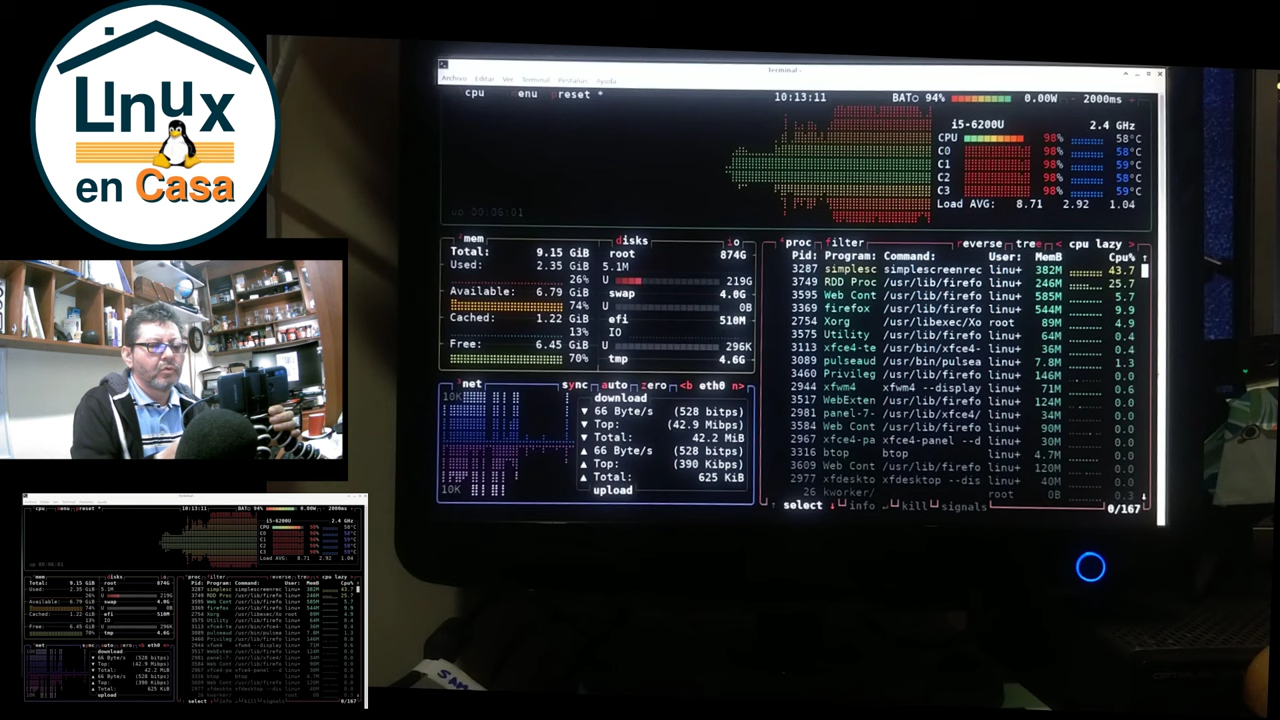 Linux
en Casa
Terminal -
Archivo Editar Ver Terminal Pestañas Ayuda
cpu menu preset * 10:13:11 BAT 94% 0.00W - 2000ms +
i5-6200U 2.4 GHz
CPU 98% 58°C
C0 98% 58°C
C1 98% 59°C
C2 98% 58°C
C3 98% 59°C
Load AVG: 8.71 2.92 1.04
up 00:06:01
mem
Total: 9.15 GiB
Used: 2.35 GiB
26%
Available: 6.79 GiB
74%
Cached: 1.22 GiB
13%
Free: 6.45 GiB
70%
disks io
root 874G
5.1M
U 219G
swap 4.0G
U 0B
efi 510M
IO
U 296K
tmp 4.6G
net sync auto zero <b eth0 n>
10K
10K
download
▼ 66 Byte/s (528 bitps)
▼ Top: (42.9 Mibps)
▼ Total: 42.2 MiB
▲ 66 Byte/s (528 bitps)
▲ Top: (390 Kibps)
▲ Total: 625 KiB
upload
proc filter reverse tree < cpu lazy >
Pid: Program: Command: User: MemB Cpu% ↑
3287 simplesc simplescreenrec linu+ 382M 43.7
3749 RDD Proc /usr/lib/firefo linu+ 246M 25.7
3595 Web Cont /usr/lib/firefo linu+ 585M 5.7
3369 firefox /usr/lib/firefo linu+ 544M 9.9
2754 Xorg /usr/libexec/Xo root 89M 4.9
3575 Utility /usr/lib/firefo linu+ 64M 0.4
3113 xfce4-te /usr/bin/xfce4- linu+ 36M 0.4
3089 pulseaud /usr/bin/pulsea linu+ 7.8M 1.3
3460 Privileg /usr/lib/firefo linu+ 146M 0.0
2944 xfwm4 xfwm4 --display linu+ 71M 0.6
3517 WebExten /usr/lib/firefo linu+ 124M 0.0
2981 panel-7- /usr/lib/xfce4/ linu+ 34M 0.0
3584 Web Cont /usr/lib/firefo linu+ 90M 0.0
2967 xfce4-pa xfce4-panel --d linu+ 30M 0.0
3316 btop btop linu+ 4.7M 0.0
3609 Web Cont /usr/lib/firefo linu+ 120M 0.0
2977 xfdeskto xfdesktop --dis linu+ 40M 0.0
26 kworker/ root 0B 0.3
↑ select ↓ info ↵ kill signals 0/167